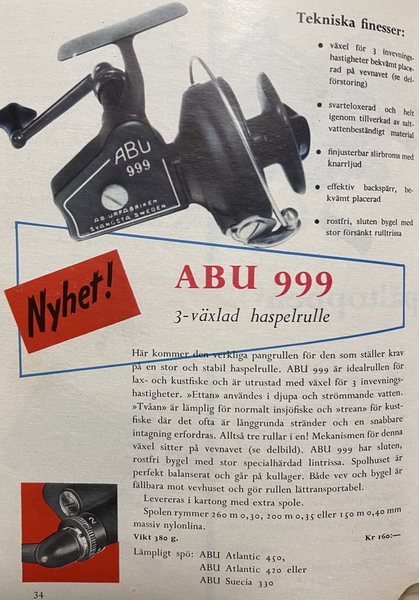 Tekniska finesser:
• växel för 3 invevnings-
hastigheter bekvämt place-
rad på vevnavet (se del-
förstoring)
• svarteloxerad och helt
igenom tillverkad av salt-
vattenbeständigt material
• finjusterbar slirbroms med
knarrljud
• effektiv backspärr, be-
kvämt placerad
• rostfri, sluten bygel med
stor försänkt rulltrissa
ABU
999
AB URFABRIKEN
SVÄNGSTA SWEDEN
Nyhet!
ABU 999
3-växlad haspelrulle
Här kommer den verkliga pangrullen för den som ställer krav
på en stor och stabil haspelrulle. ABU 999 är idealrullen för
lax- och kustfiske och är utrustad med växel för 3 invevnings-
hastigheter. »Ettan» användes i djupa och strömmande vatten.
»Tvåan» är lämplig för normalt insjöfiske och »trean» för kust-
fiske där det ofta är långgrunda stränder och en snabbare
intagning erfordras. Alltså tre rullar i en! Mekanismen för denna
växel sitter på vevnavet (se delbild). ABU 999 har sluten,
rostfri bygel med stor specialhärdad lintrissa. Spolhuset är
perfekt balanserat och går på kullager. Både vev och bygel är
fällbara mot vevhuset och gör rullen lättransportabel.
Levereras i kartong med extra spole.
Spolen rymmer 260 m 0,30, 200 m 0,35 eller 150 m 0,40 mm
massiv nylonlina.
Vikt 380 g. Kr 160:—
Lämpligt spö: ABU Atlantic 450,
ABU Atlantic 420 eller
ABU Suecia 330
2
34